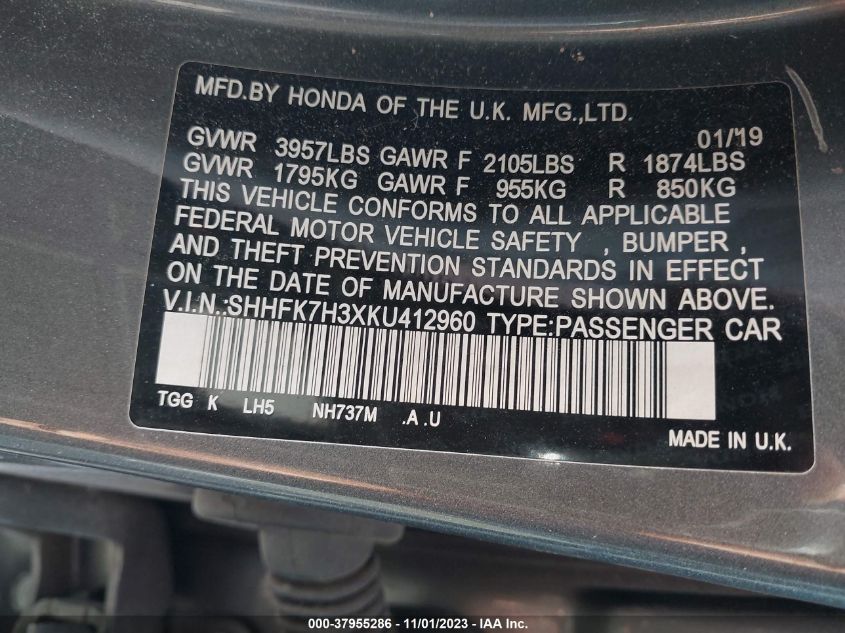 MFD.BY HONDA OF THE U.K. MFG.,LTD.
01/19
GVWR 3957LBS GAWR F 2105LBS R 1874LBS
GVWR 1795KG GAWR F 955KG R 850KG
THIS VEHICLE CONFORMS TO ALL APPLICABLE
FEDERAL MOTOR VEHICLE SAFETY , BUMPER ,
AND THEFT PREVENTION STANDARDS IN EFFECT
ON THE DATE OF MANUFACTURE SHOWN ABOVE.
V.I.N.:SHHFK7H3XKU412960 TYPE:PASSENGER CAR
TGG K LH5 NH737M .A .U
MADE IN U.K.
000-37955286 - 11/01/2023 - IAA Inc.